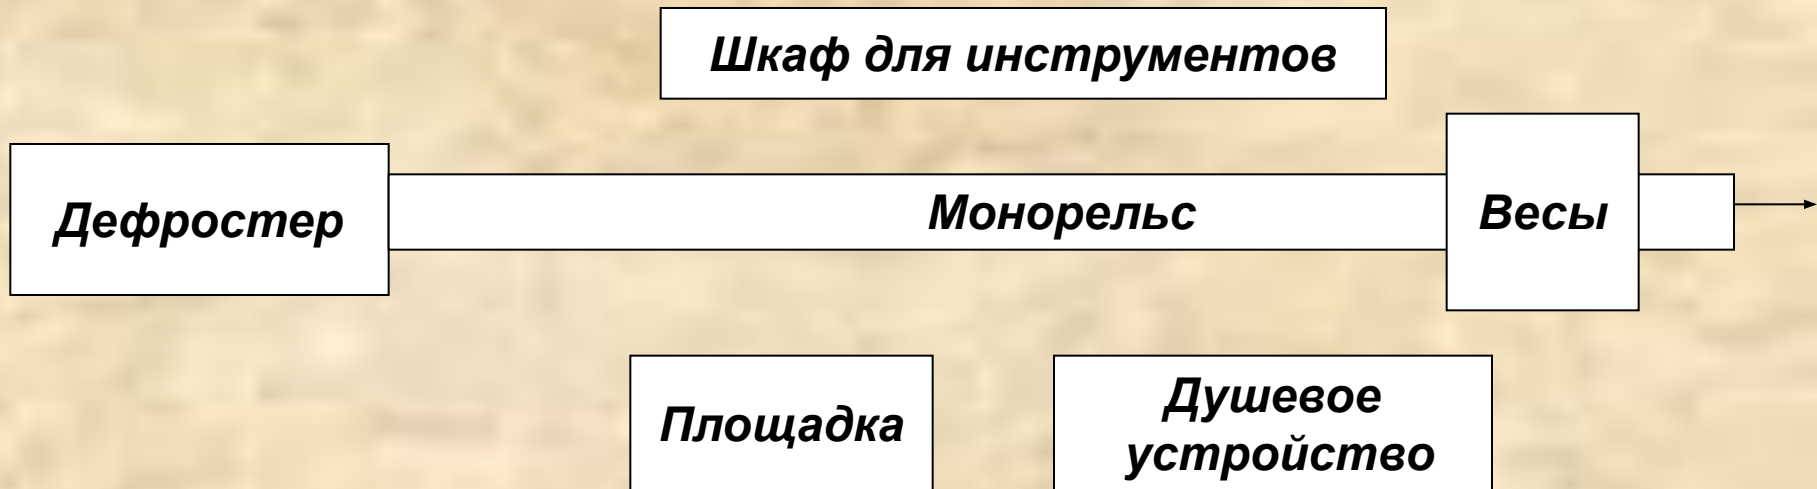 Шкаф для инструментов
Дефростер
Монорельс
Весы
Площадка
Душевое
устройство